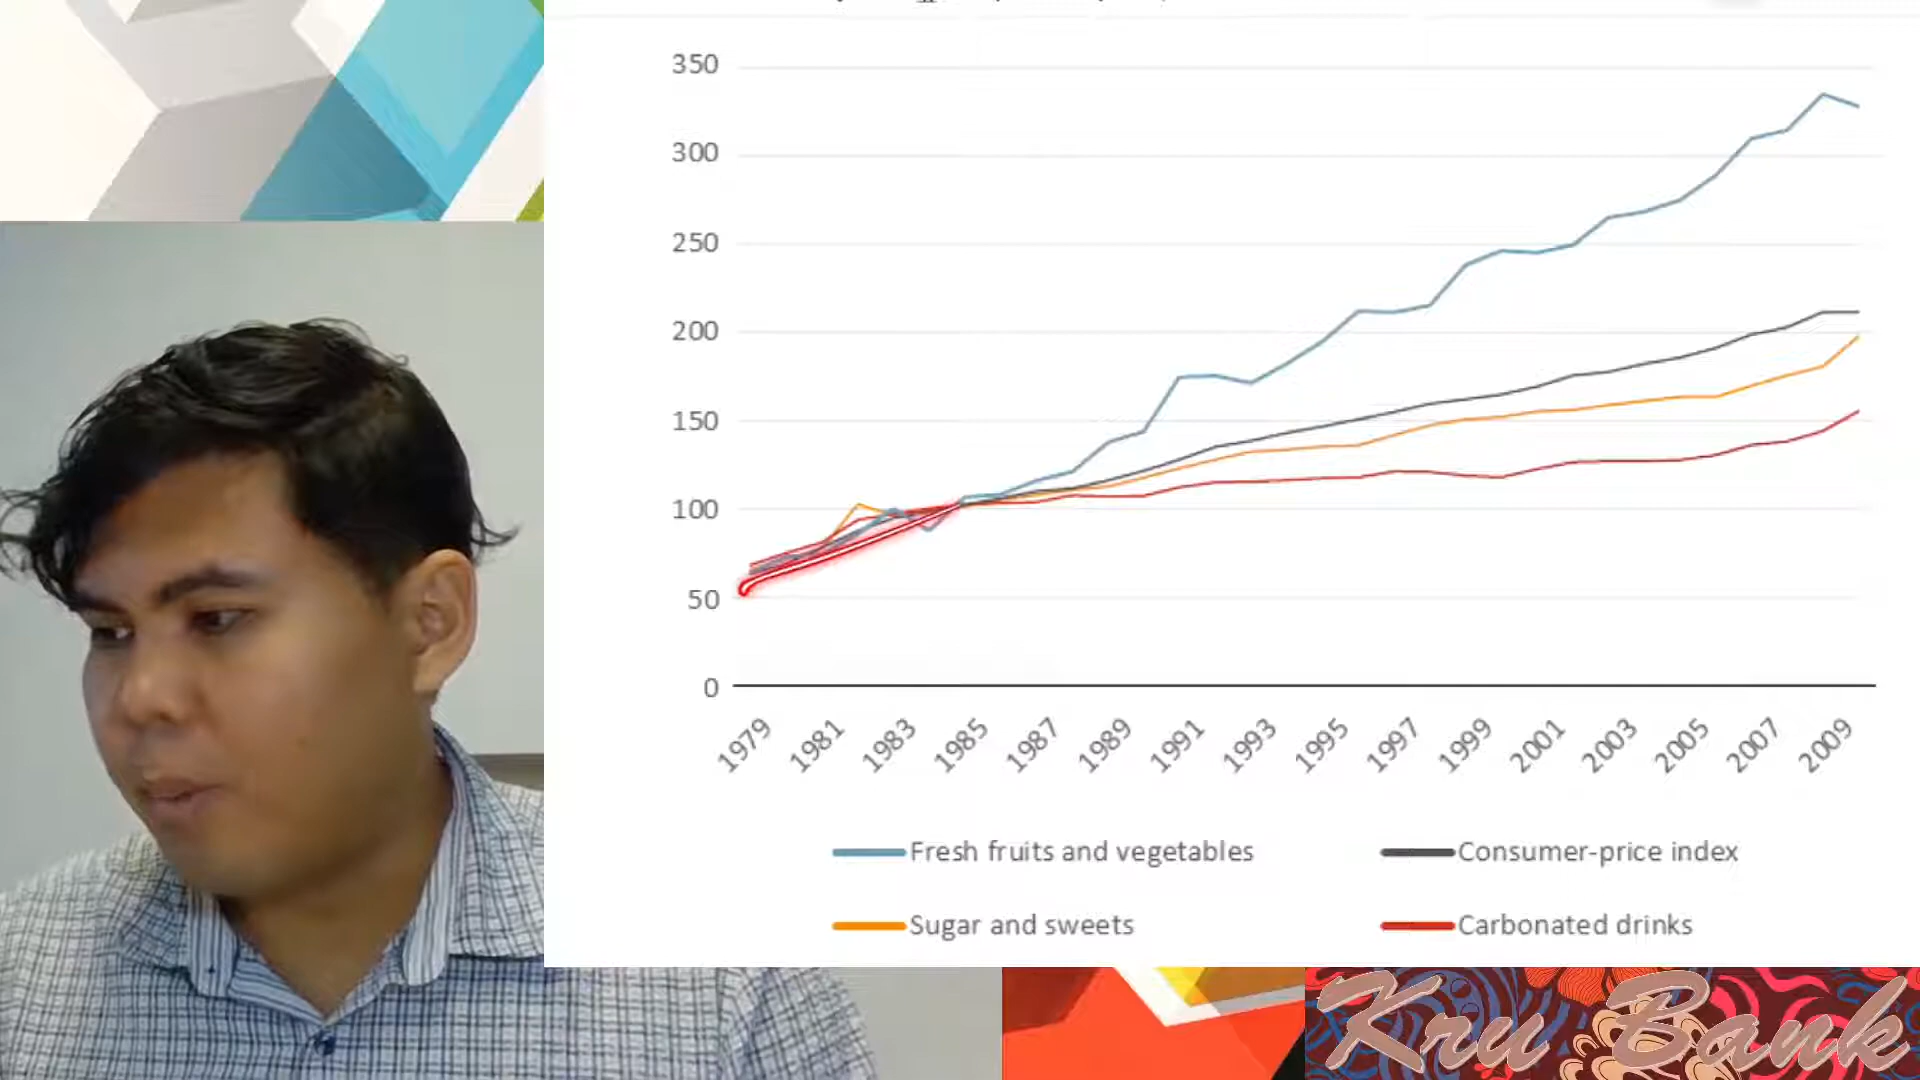 350
300
250
200
150
100
50
0
1979 1981 1983 1985 1987 1989 1991 1993 1995 1997 1999 2001 2003 2005 2007 2009
Fresh fruits and vegetables Consumer-price index
Sugar and sweets Carbonated drinks
Kru Bank